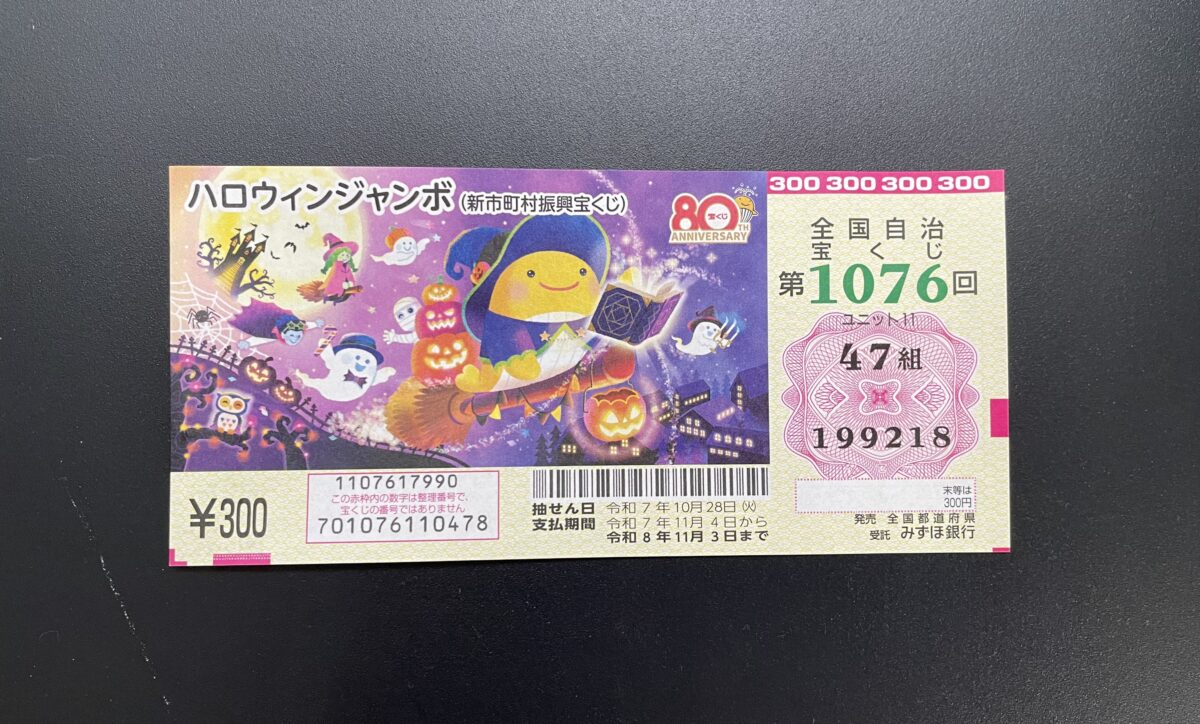 ハロウィンジャンボ(新市町村振興宝くじ)
80TH
宝くじ
ANNIVERSARY
300 300 300 300
全国自治
宝くじ
第1076回
ユニット11
47組
199218
末等は
300円
発売 全国都道府県
受託 みずほ銀行
¥300
1107617990
この赤枠内の数字は整理番号で、
宝くじの番号ではありません
701076110478
抽せん日 令和7年10月28日(火)
支払期間 令和7年11月4日から
令和8年11月3日まで